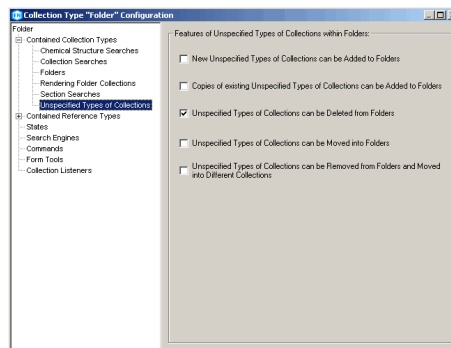 Collection Type "Folder" Configuration
Folder
Contained Collection Types
Chemical Structure Searches
Collection Searches
Folders
Rendering Folder Collections
Section Searches
Unspecified Types of Collections
Contained Reference Types
States
Search Engines
Commands
Form Tools
Collection Listeners
Features of Unspecified Types of Collections within Folders:
New Unspecified Types of Collections can be Added to Folders
Copies of existing Unspecified Types of Collections can be Added to Folders
Unspecified Types of Collections can be Deleted from Folders
Unspecified Types of Collections can be Moved into Folders
Unspecified Types of Collections can be Removed from Folders and Moved
into Different Collections